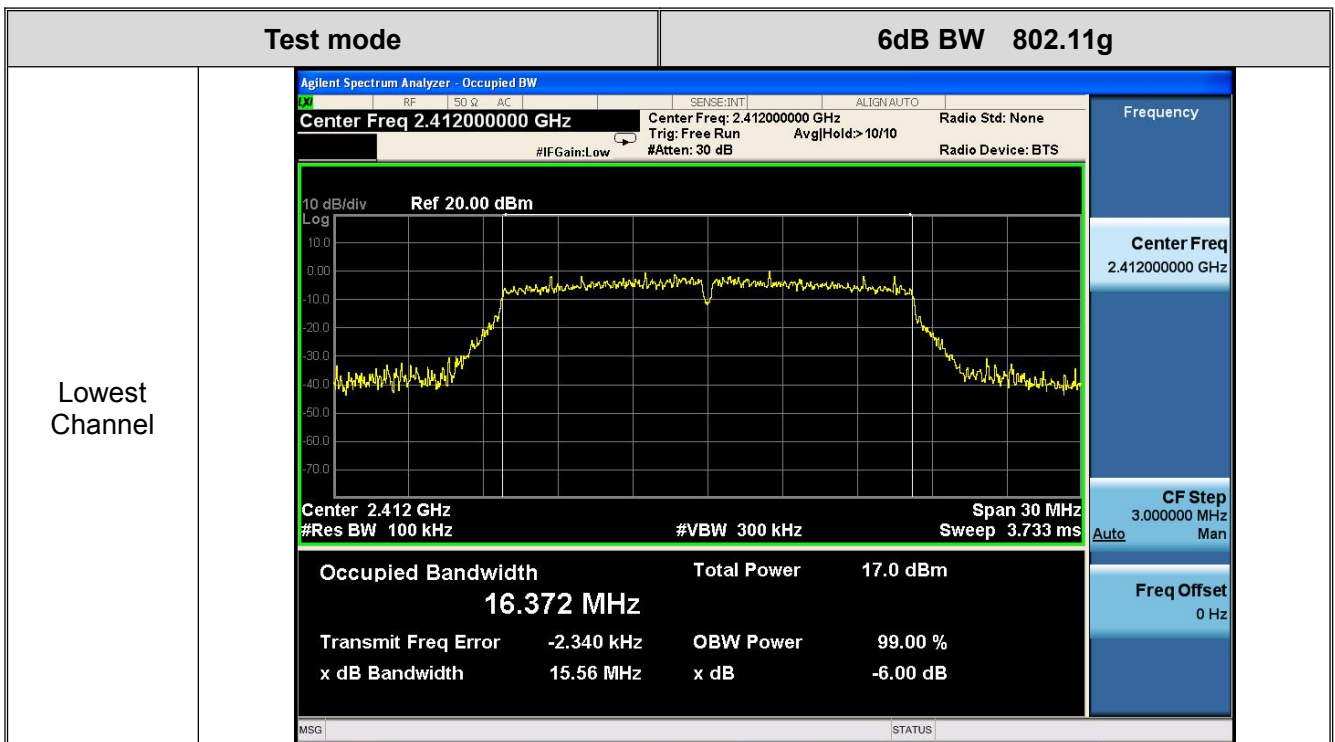 Test mode 6dB BW 802.11g
Lowest
Channel
Agilent Spectrum Analyzer - Occupied BW
LXI RF 50 Ω AC SENSE:INT ALIGN AUTO
Center Freq 2.412000000 GHz
Center Freq: 2.412000000 GHz Radio Std: None
Trig: Free Run Avg|Hold:>10/10
#IFGain:Low #Atten: 30 dB Radio Device: BTS
10 dB/div Ref 20.00 dBm
Log
10.0
0.00
-10.0
-20.0
-30.0
-40.0
-50.0
-60.0
-70.0
Center 2.412 GHz Span 30 MHz
#Res BW 100 kHz #VBW 300 kHz Sweep 3.733 ms
Occupied Bandwidth Total Power 17.0 dBm
16.372 MHz
Transmit Freq Error -2.340 kHz OBW Power 99.00 %
x dB Bandwidth 15.56 MHz x dB -6.00 dB
MSG STATUS
Frequency
Center Freq
2.412000000 GHz
CF Step
3.000000 MHz
Auto Man
Freq Offset
0 Hz